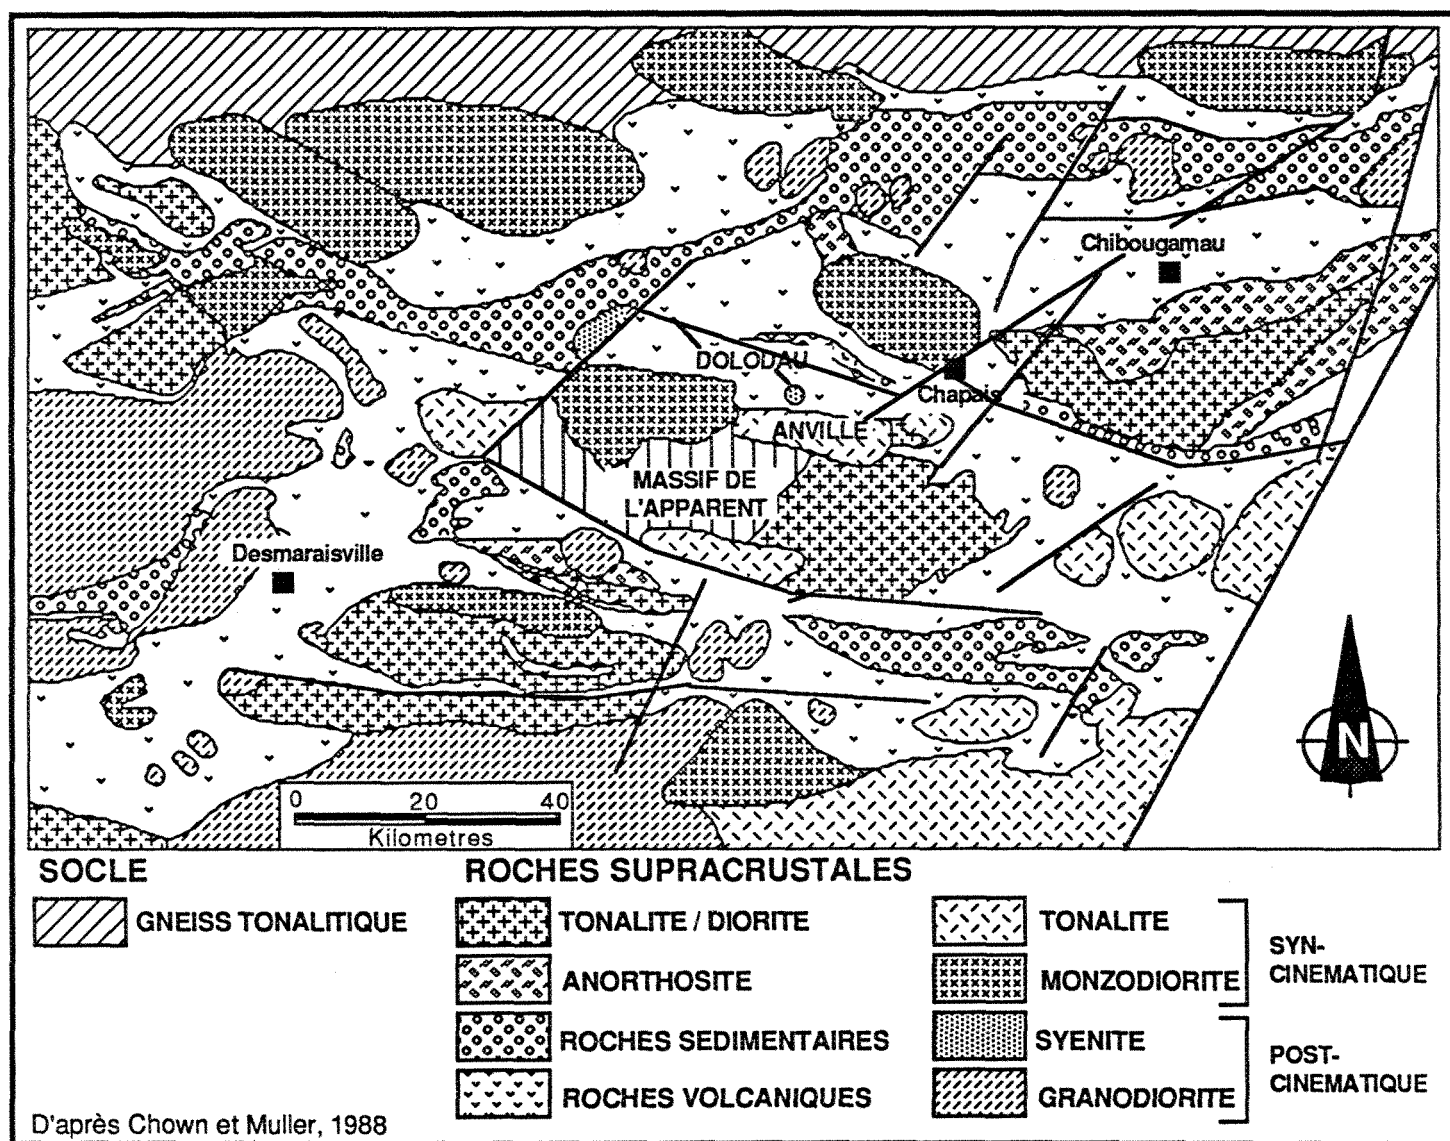 Chibougamau
DOLODAU
Chapais
ANVILLE
MASSIF DE
L'APPARENT
Desmaraisville
N
0 20 40
Kilometres
SOCLE
GNEISS TONALITIQUE
ROCHES SUPRACRUSTALES
TONALITE / DIORITE
ANORTHOSITE
ROCHES SEDIMENTAIRES
ROCHES VOLCANIQUES
TONALITE
MONZODIORITE
SYN-
CINEMATIQUE
SYENITE
GRANODIORITE
POST-
CINEMATIQUE
D'après Chown et Muller, 1988